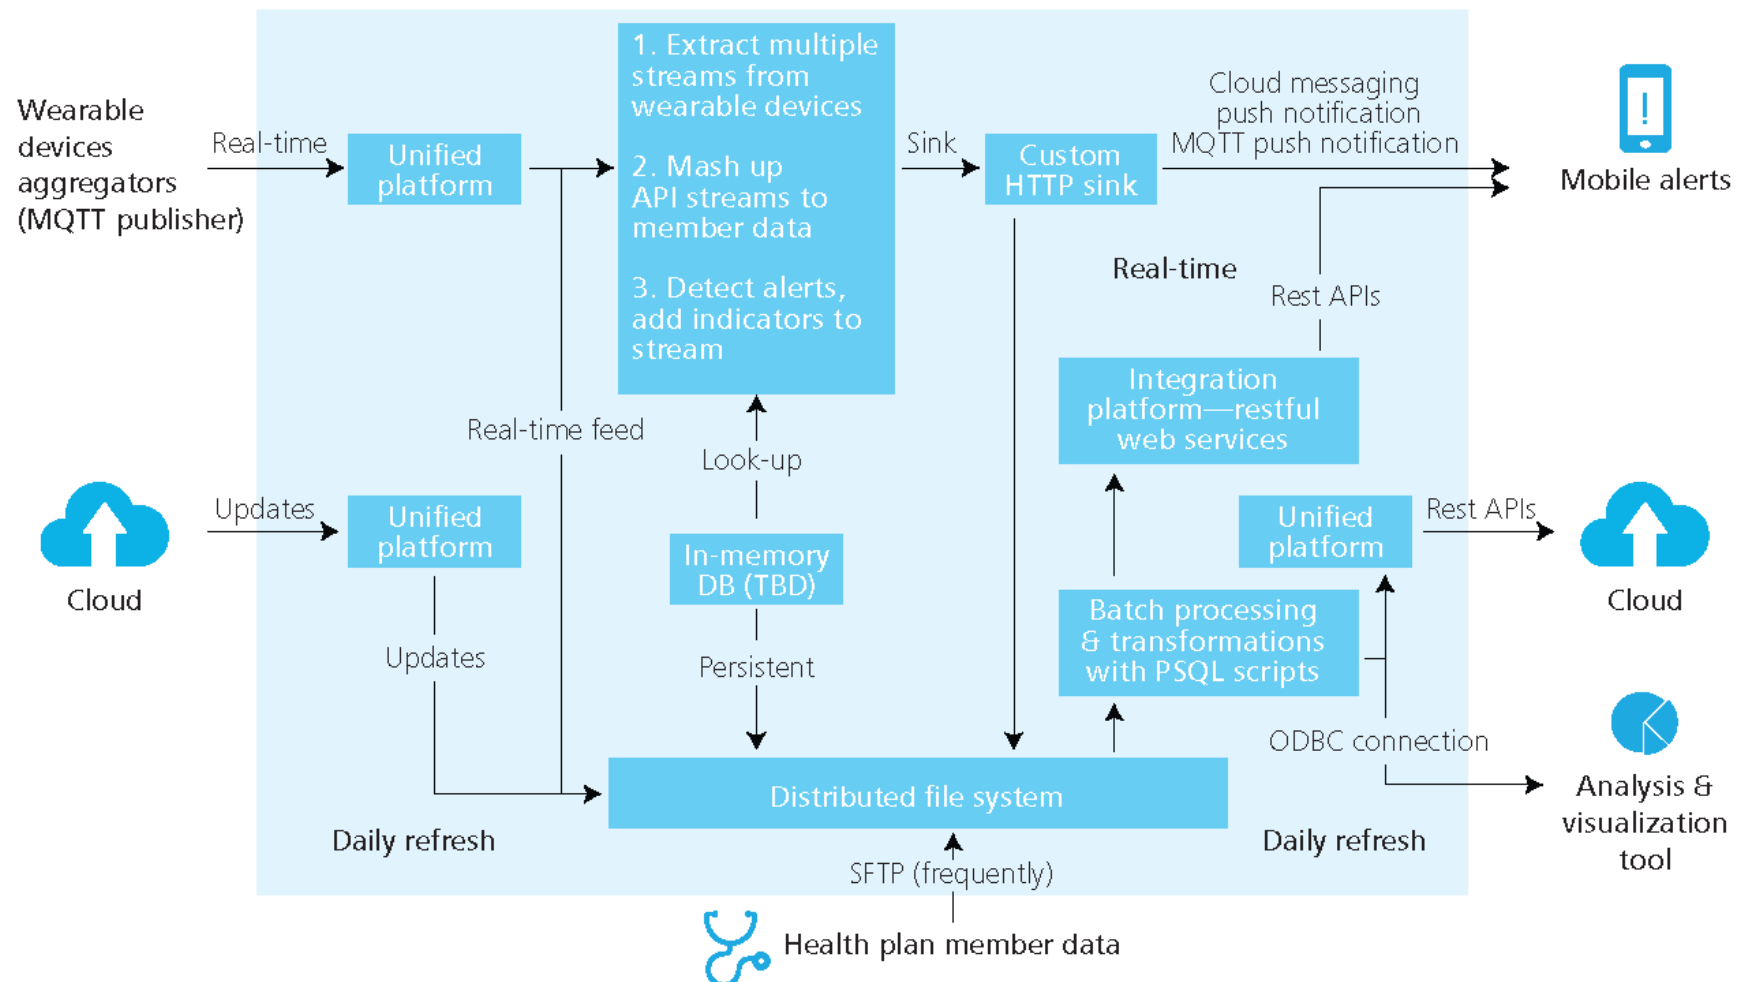 Wearable
devices
aggregators
(MQTT publisher)
Real-time
Unified
platform
1. Extract multiple
streams from
wearable devices
2. Mash up
API streams to
member data
3. Detect alerts,
add indicators to
stream
Sink
Custom
HTTP sink
Cloud messaging
push notification
MQTT push notification
Mobile alerts
Real-time
Rest APIs
Integration
platform—restful
web services
Real-time feed
Look-up
Cloud
Updates
Unified
platform
Updates
In-memory
DB (TBD)
Persistent
Unified
platform
Rest APIs
Cloud
Batch processing
& transformations
with PSQL scripts
ODBC connection
Analysis &
visualization
tool
Distributed file system
Daily refresh
Daily refresh
SFTP (frequently)
Health plan member data